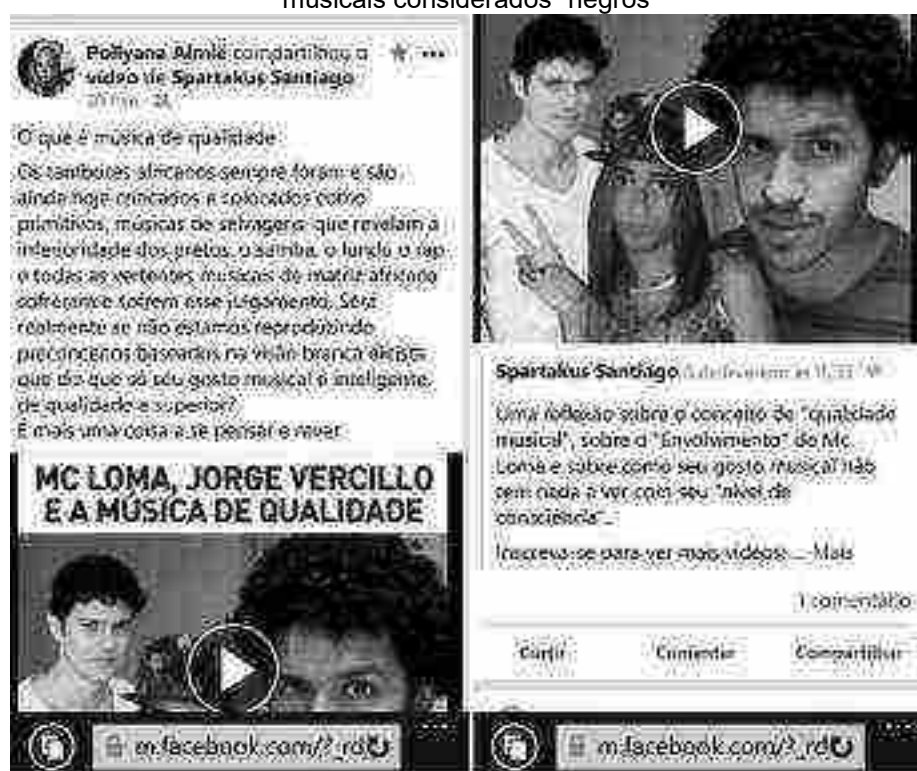 musicais considerados "negros"
Pollyana Almié compartilhou o
vídeo de Spartakus Santiago
O que é música de qualidade
Os tambores africanos sempre foram e são
ainda hoje criticados e colocados como
primitivos, músicas de selvagens que revelam a
inferioridade dos pretos, o samba, o lundu o rap
e todas as vertentes musicais de matriz africana
sofreram e sofrem esse julgamento. Será
realmente se não estamos reproduzindo
preconceitos baseados na visão branca elitista
que diz que só seu gosto musical é inteligente,
de qualidade e superior?
É mais uma coisa a se pensar e rever
MC LOMA, JORGE VERCILLO
E A MÚSICA DE QUALIDADE
m.facebook.com/?_rd
Spartakus Santiago
Uma reflexão sobre o conceito de "qualidade
musical", sobre o "Envolvimento" do Mc
Loma e sobre como seu gosto musical não
tem nada a ver com seu "nível de
consciência".
Inscreva-se para ver mais vídeos: ... Mais
1 comentário
Curtir Comentar Compartilhar
m.facebook.com/?_rd